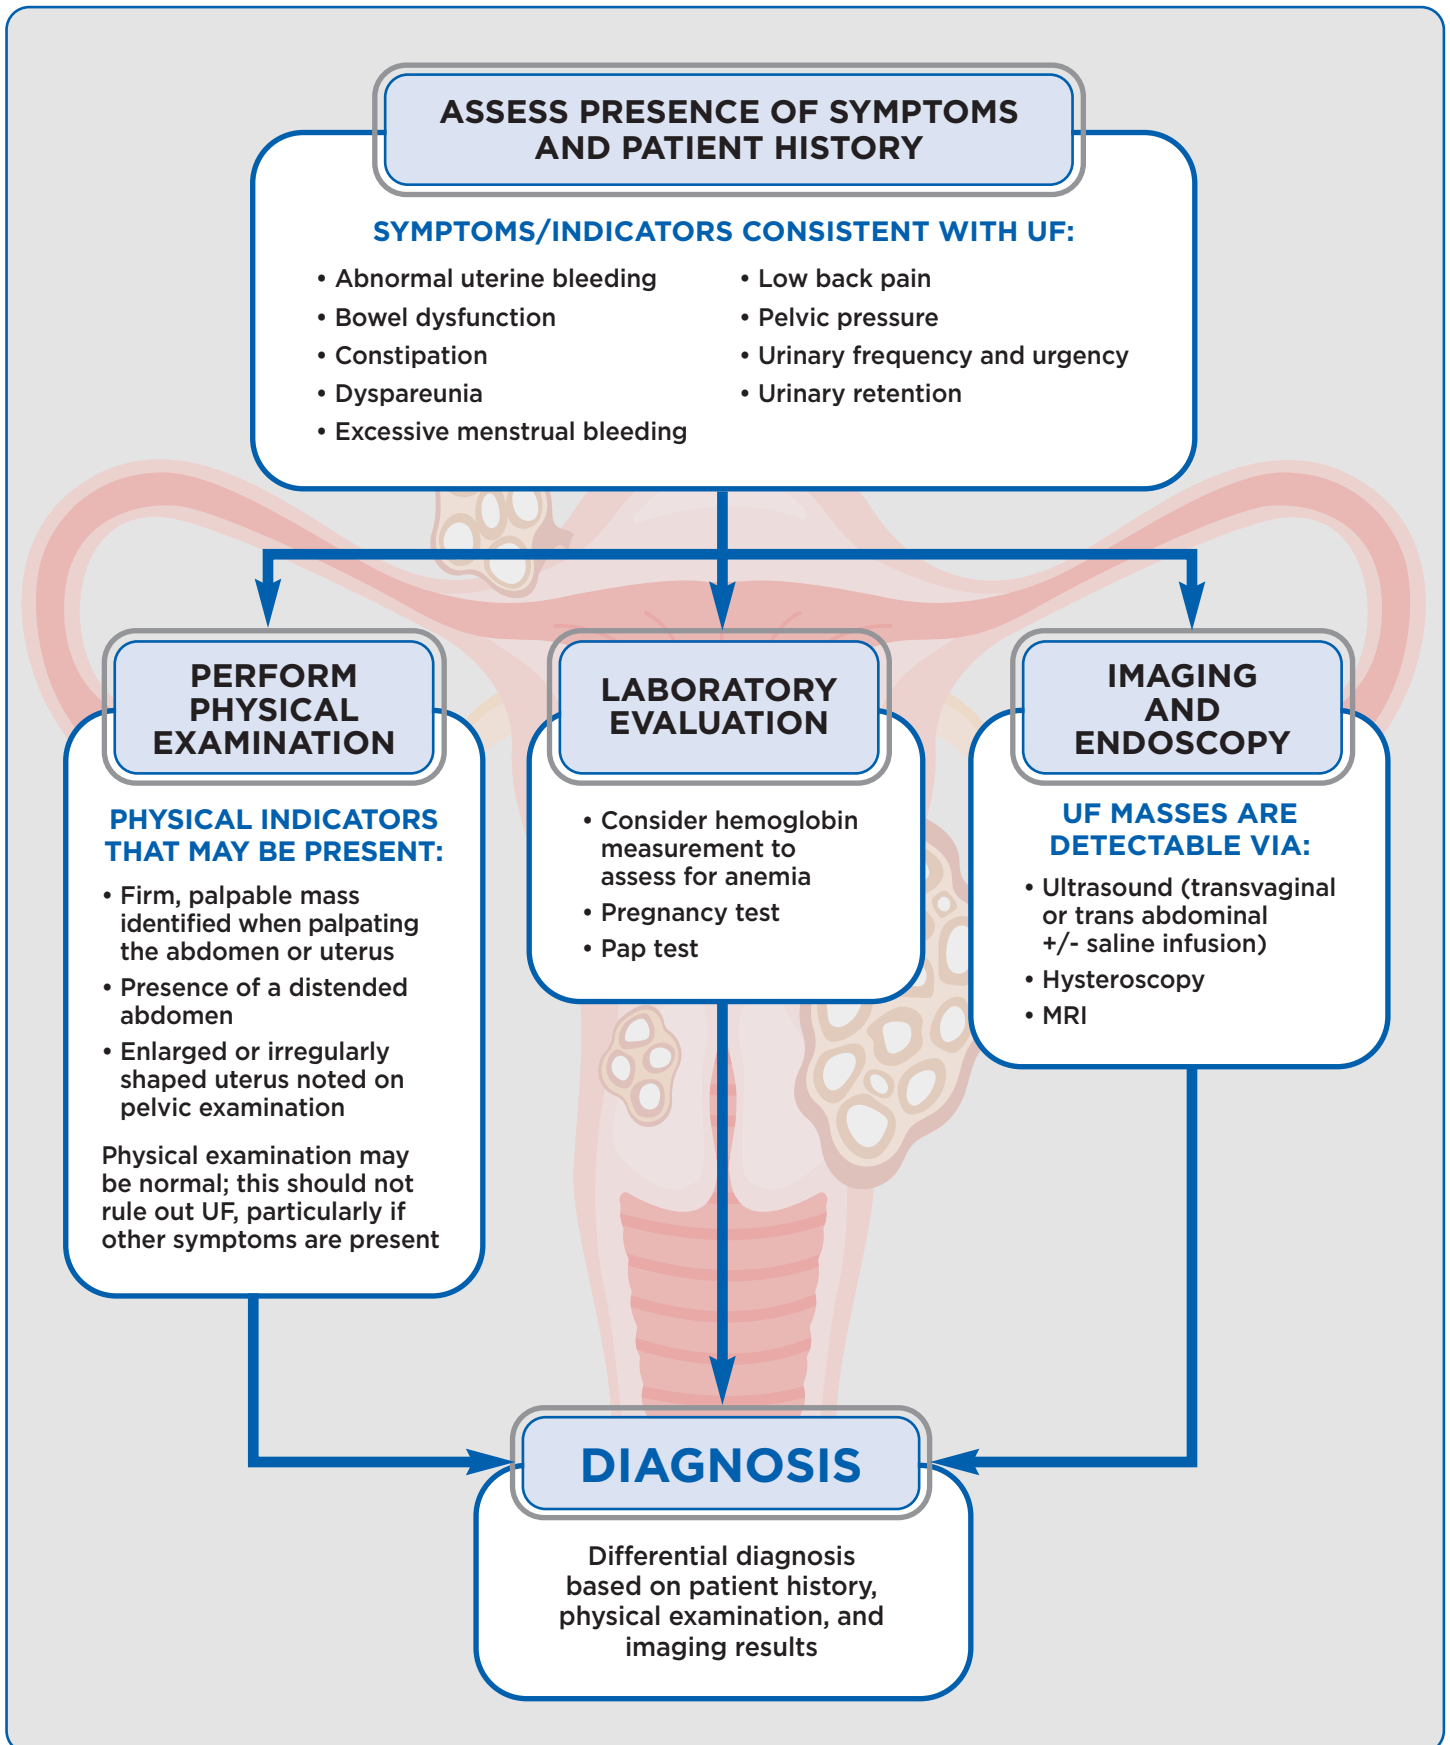 ASSESS PRESENCE OF SYMPTOMS
AND PATIENT HISTORY
SYMPTOMS/INDICATORS CONSISTENT WITH UF:
• Abnormal uterine bleeding
• Bowel dysfunction
• Constipation
• Dyspareunia
• Excessive menstrual bleeding
• Low back pain
• Pelvic pressure
• Urinary frequency and urgency
• Urinary retention
PERFORM
PHYSICAL
EXAMINATION
PHYSICAL INDICATORS
THAT MAY BE PRESENT:
• Firm, palpable mass
identified when palpating
the abdomen or uterus
• Presence of a distended
abdomen
• Enlarged or irregularly
shaped uterus noted on
pelvic examination
Physical examination may
be normal; this should not
rule out UF, particularly if
other symptoms are present
LABORATORY
EVALUATION
• Consider hemoglobin
measurement to
assess for anemia
• Pregnancy test
• Pap test
IMAGING
AND
ENDOSCOPY
UF MASSES ARE
DETECTABLE VIA:
• Ultrasound (transvaginal
or trans abdominal
+/- saline infusion)
• Hysteroscopy
• MRI
DIAGNOSIS
Differential diagnosis
based on patient history,
physical examination, and
imaging results